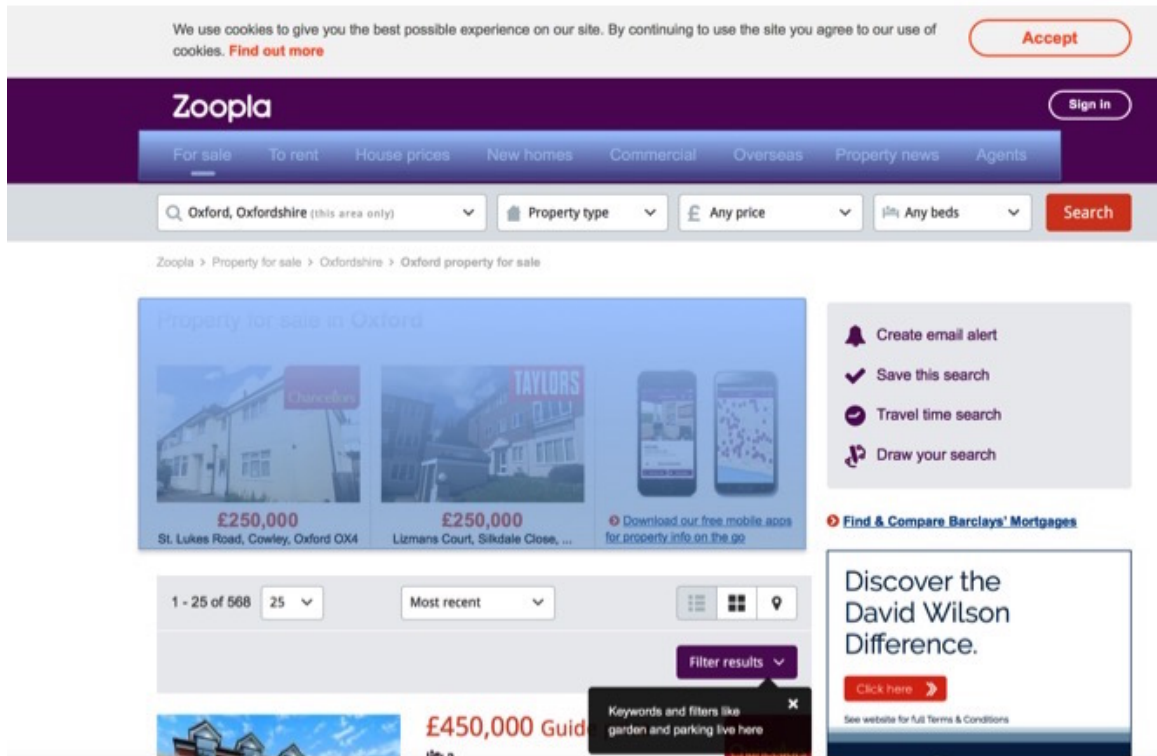 We use cookies to give you the best possible experience on our site. By continuing to use the site you agree to our use of
cookies. Find out more
Accept
Zoopla
Sign in
For sale To rent House prices New homes Commercial Overseas Property news Agents
Oxford, Oxfordshire (this area only)
Property type
£ Any price
Any beds
Search
Zoopla > Property for sale > Oxfordshire > Oxford property for sale
Property for sale in Oxford
Chancellors
TAYLORS
£250,000
St. Lukes Road, Cowley, Oxford OX4
£250,000
Lizmans Court, Silkdale Close, ...
Download our free mobile apps
for property info on the go
Create email alert
Save this search
Travel time search
Draw your search
Find & Compare Barclays' Mortgages
1 - 25 of 568
25
Most recent
Filter results
Keywords and filters like
garden and parking live here
£450,000 Guide
Discover the
David Wilson
Difference.
Click here
See website for full Terms & Conditions